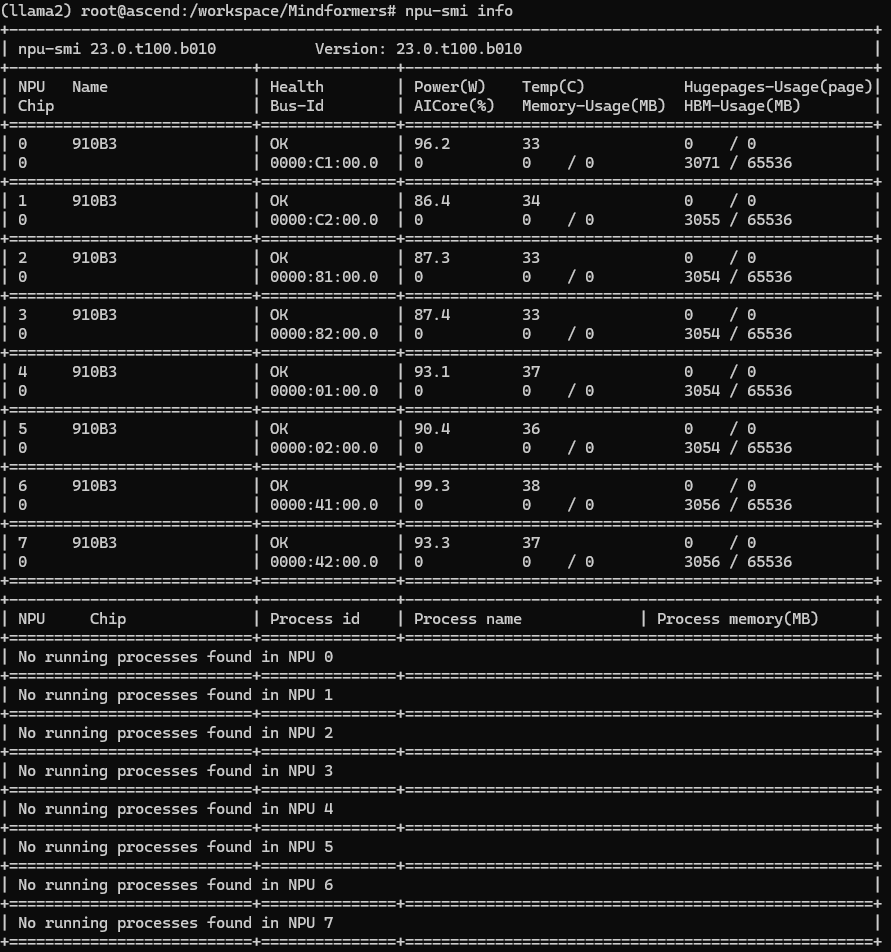 (llama2) root@ascend:/workspace/Mindformers# npu-smi info
+------------------------------------------------------------------------------------------------+
| npu-smi 23.0.t100.b010           Version: 23.0.t100.b010                                       |
+---------------------------+---------------+----------------------------------------------------+
| NPU   Name                | Health        | Power(W)    Temp(C)           Hugepages-Usage(page)|
| Chip                      | Bus-Id        | AICore(%)   Memory-Usage(MB)  HBM-Usage(MB)        |
+===========================+===============+====================================================+
| 0     910B3               | OK            | 96.2        33                0    / 0             |
| 0                         | 0000:C1:00.0  | 0           0    / 0          3071 / 65536         |
+===========================+===============+====================================================+
| 1     910B3               | OK            | 86.4        34                0    / 0             |
| 0                         | 0000:C2:00.0  | 0           0    / 0          3055 / 65536         |
+===========================+===============+====================================================+
| 2     910B3               | OK            | 87.3        33                0    / 0             |
| 0                         | 0000:81:00.0  | 0           0    / 0          3054 / 65536         |
+===========================+===============+====================================================+
| 3     910B3               | OK            | 87.4        33                0    / 0             |
| 0                         | 0000:82:00.0  | 0           0    / 0          3054 / 65536         |
+===========================+===============+====================================================+
| 4     910B3               | OK            | 93.1        37                0    / 0             |
| 0                         | 0000:01:00.0  | 0           0    / 0          3054 / 65536         |
+===========================+===============+====================================================+
| 5     910B3               | OK            | 90.4        36                0    / 0             |
| 0                         | 0000:02:00.0  | 0           0    / 0          3054 / 65536         |
+===========================+===============+====================================================+
| 6     910B3               | OK            | 99.3        38                0    / 0             |
| 0                         | 0000:41:00.0  | 0           0    / 0          3056 / 65536         |
+===========================+===============+====================================================+
| 7     910B3               | OK            | 93.3        37                0    / 0             |
| 0                         | 0000:42:00.0  | 0           0    / 0          3056 / 65536         |
+===========================+===============+====================================================+
+---------------------------+---------------+----------------------------------------------------+
| NPU     Chip              | Process id    | Process name             | Process memory(MB)      |
+===========================+===============+====================================================+
| No running processes found in NPU 0                                                            |
+===========================+===============+====================================================+
| No running processes found in NPU 1                                                            |
+===========================+===============+====================================================+
| No running processes found in NPU 2                                                            |
+===========================+===============+====================================================+
| No running processes found in NPU 3                                                            |
+===========================+===============+====================================================+
| No running processes found in NPU 4                                                            |
+===========================+===============+====================================================+
| No running processes found in NPU 5                                                            |
+===========================+===============+====================================================+
| No running processes found in NPU 6                                                            |
+===========================+===============+====================================================+
| No running processes found in NPU 7                                                            |
+===========================+===============+====================================================+